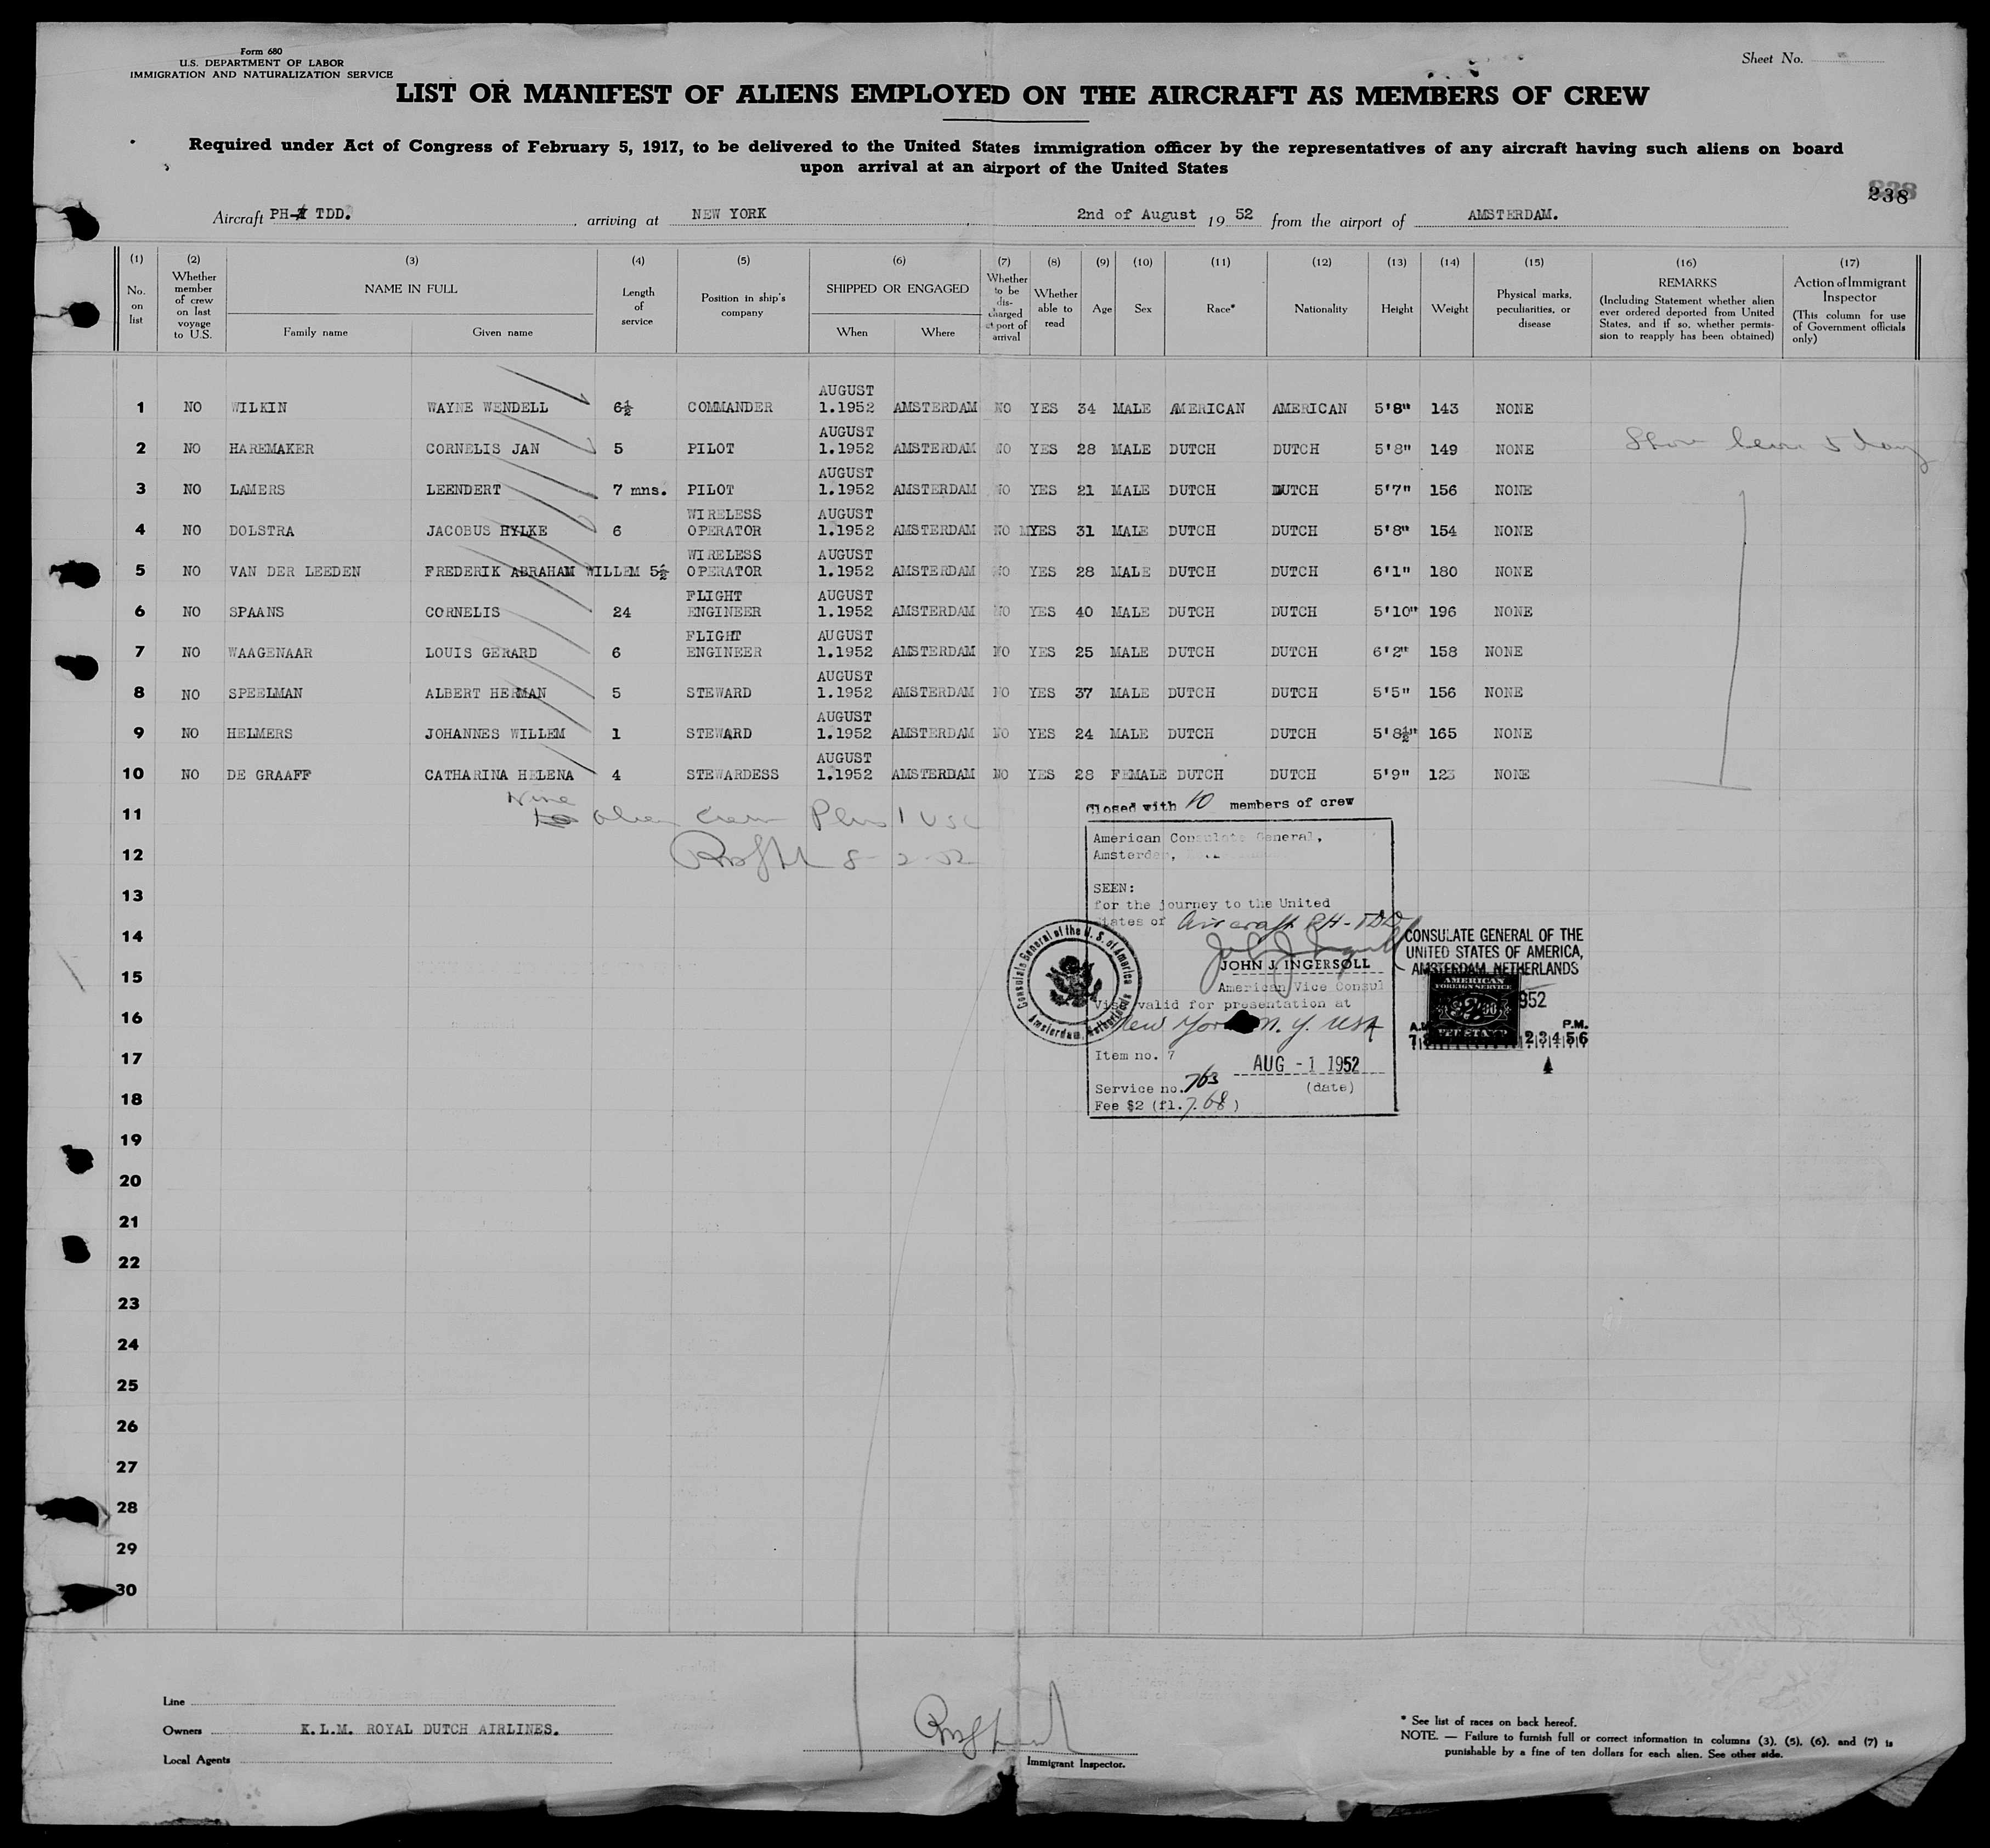 Form 680
U.S. DEPARTMENT OF LABOR
IMMIGRATION AND NATURALIZATION SERVICE
Sheet No.
LIST OR MANIFEST OF ALIENS EMPLOYED ON THE AIRCRAFT AS MEMBERS OF CREW
Required under Act of Congress of February 5, 1917, to be delivered to the United States immigration officer by the representatives of any aircraft having such aliens on board
upon arrival at an airport of the United States
238
Aircraft PH- TDD. , arriving at NEW YORK , 2nd of August 19 52 from the airport of AMSTERDAM.
(1) (2) (3) (4) (5) (6) (7) (8) (9) (10) (11) (12) (13) (14) (15) (16) (17)
No. on list
Whether member of crew on last voyage to U.S.
NAME IN FULL
Family name Given name
Length of service
Position in ship's company
SHIPPED OR ENGAGED
When Where
Whether to be discharged at port of arrival
Whether able to read
Age
Sex
Race*
Nationality
Height
Weight
Physical marks, peculiarities, or disease
REMARKS
(Including Statement whether alien ever ordered deported from United States, and if so, whether permission to reapply has been obtained)
Action of Immigrant Inspector
(This column for use of Government officials only)
1 NO WILKIN WAYNE WENDELL 6½ COMMANDER AUGUST 1.1952 AMSTERDAM NO YES 34 MALE AMERICAN AMERICAN 5'8" 143 NONE
2 NO HAREMAKER CORNELIS JAN 5 PILOT AUGUST 1.1952 AMSTERDAM NO YES 28 MALE DUTCH DUTCH 5'8" 149 NONE
3 NO LAMERS LEENDERT 7 mns. PILOT AUGUST 1.1952 AMSTERDAM NO YES 21 MALE DUTCH DUTCH 5'7" 156 NONE
4 NO DOLSTRA JACOBUS HYLKE 6 WIRELESS OPERATOR AUGUST 1.1952 AMSTERDAM NO YES 31 MALE DUTCH DUTCH 5'8" 154 NONE
5 NO VAN DER LEEDEN FREDERIK ABRAHAM WILLEM 5½ WIRELESS OPERATOR AUGUST 1.1952 AMSTERDAM NO YES 28 MALE DUTCH DUTCH 6'1" 180 NONE
6 NO SPAANS CORNELIS 24 FLIGHT ENGINEER AUGUST 1.1952 AMSTERDAM NO YES 40 MALE DUTCH DUTCH 5'10" 196 NONE
7 NO WAAGENAAR LOUIS GERARD 6 FLIGHT ENGINEER AUGUST 1.1952 AMSTERDAM NO YES 25 MALE DUTCH DUTCH 6'2" 158 NONE
8 NO SPEELMAN ALBERT HERMAN 5 STEWARD AUGUST 1.1952 AMSTERDAM NO YES 37 MALE DUTCH DUTCH 5'5" 156 NONE
9 NO HELMERS JOHANNES WILLEM 1 STEWARD AUGUST 1.1952 AMSTERDAM NO YES 24 MALE DUTCH DUTCH 5'8½" 165 NONE
10 NO DE GRAAFF CATHARINA HELENA 4 STEWARDESS AUGUST 1.1952 AMSTERDAM NO YES 28 FEMALE DUTCH DUTCH 5'9" 123 NONE
Nine
11 alien crew Plus 1 USC
12 8-2-52
13
14
15
16
17
18
19
20
21
22
23
24
25
26
27
28
29
30
Closed with 10 members of crew
American Consulate General,
Amsterdam,
SEEN:
for the journey to the United
States of Aircraft PH-TDD
JOHN J. INGERSOLL
American Vice Consul
Visa valid for presentation at
New York N.Y. USA
Item no. 7
AUG - 1 1952
Service no. 763 (date)
Fee $2 (fl. 7.68)
Consulate General of the U. S. of America
Amsterdam, Netherlands
CONSULATE GENERAL OF THE
UNITED STATES OF AMERICA,
AMSTERDAM, NETHERLANDS
952
AMERICAN
FOREIGN SERVICE
FEE STAMP
P.M.
2 3 4 5 6
Line
Owners K.L.M. ROYAL DUTCH AIRLINES.
Local Agents
Immigrant Inspector.
* See list of races on back hereof.
NOTE. — Failure to furnish full or correct information in columns (3), (5), (6), and (7) is
punishable by a fine of ten dollars for each alien. See other side.